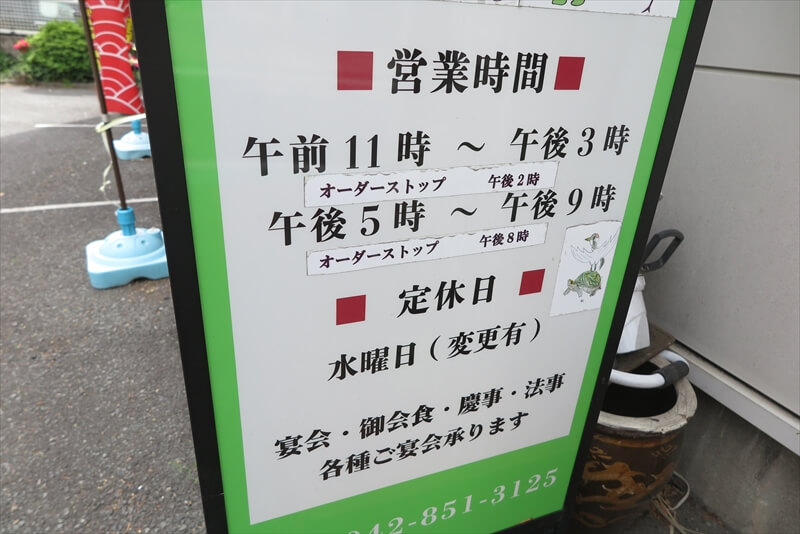 ■ 営業時間 ■
午前11時 ～ 午後3時
オーダーストップ 午後2時
午後5時 ～ 午後9時
オーダーストップ 午後8時
■ 定休日 ■
水曜日(変更有)
宴会・御会食・慶事・法事
各種ご宴会承ります
042-851-3125